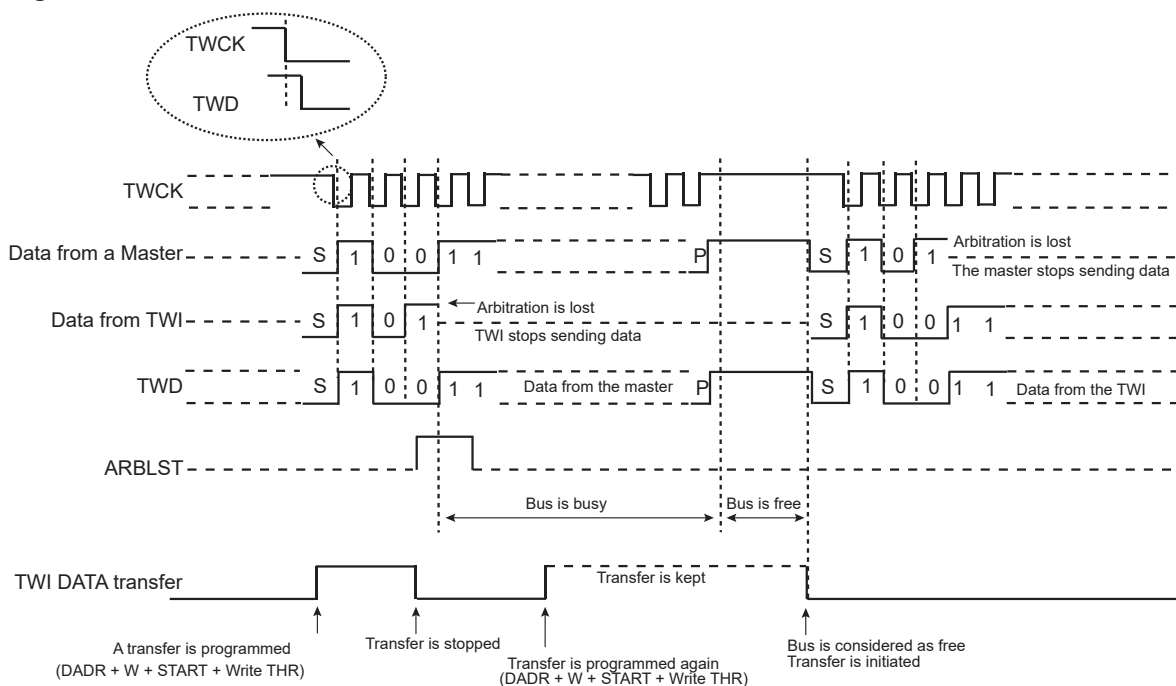 TWCK
TWD
TWCK
Data from a Master
S 1 0 0 1 1
P
S 1 0 1
Arbitration is lost
The master stops sending data
Data from TWI
S 1 0 1
Arbitration is lost
TWI stops sending data
S 1 0 0 1 1
TWD
S 1 0 0 1 1
Data from the master
P
S 1 0 0 1 1
Data from the TWI
ARBLST
Bus is busy
Bus is free
TWI DATA transfer
Transfer is kept
A transfer is programmed
(DADR + W + START + Write THR)
Transfer is stopped
Transfer is programmed again
(DADR + W + START + Write THR)
Bus is considered as free
Transfer is initiated